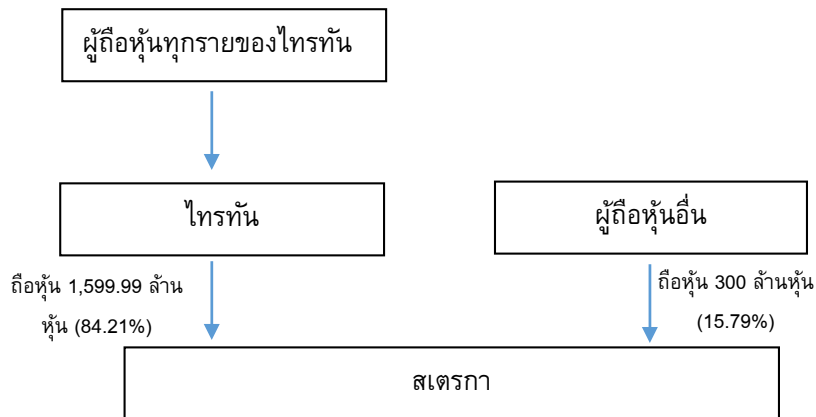 ผู้ถือหุ้นทุกรายของไทรทัน
ไทรทัน
ผู้ถือหุ้นอื่น
ถือหุ้น 1,599.99 ล้าน
หุ้น (84.21%)
ถือหุ้น 300 ล้านหุ้น
(15.79%)
สเตรกา